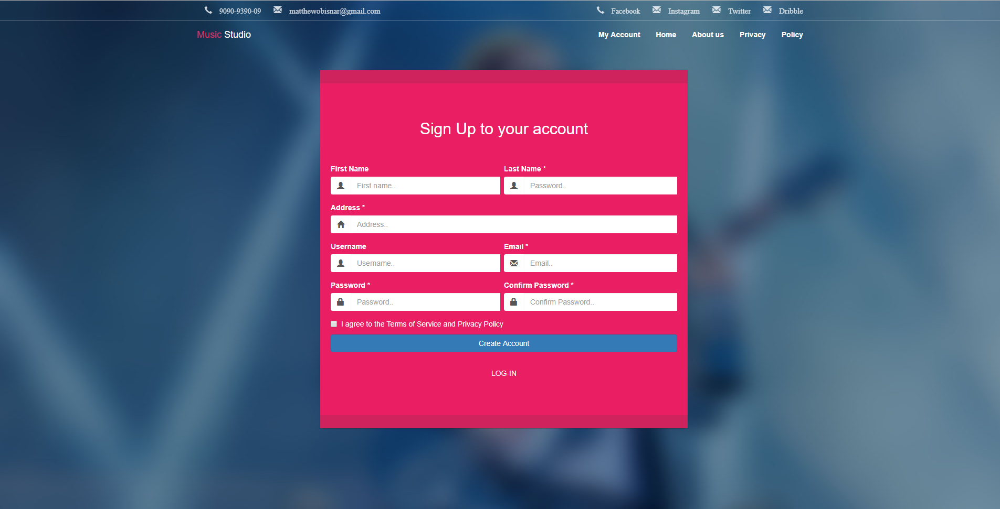 9090-9390-09 matthewobisnar@gmail.com Facebook Instagram Twitter Dribble
Music Studio My Account Home About us Privacy Policy
Sign Up to your account
First Name Last Name *
First name.. Password..
Address *
Address..
Username Email *
Username.. Email..
Password * Confirm Password *
Password.. Confirm Password..
I agree to the Terms of Service and Privacy Policy
Create Account
LOG-IN